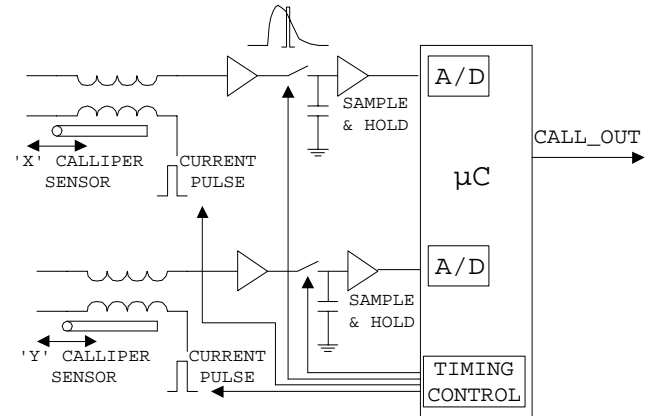 A/D
SAMPLE
& HOLD
CALL_OUT
'X' CALLIPER
SENSOR
CURRENT
PULSE
µC
A/D
SAMPLE
& HOLD
'Y' CALLIPER
SENSOR
CURRENT
PULSE
TIMING
CONTROL